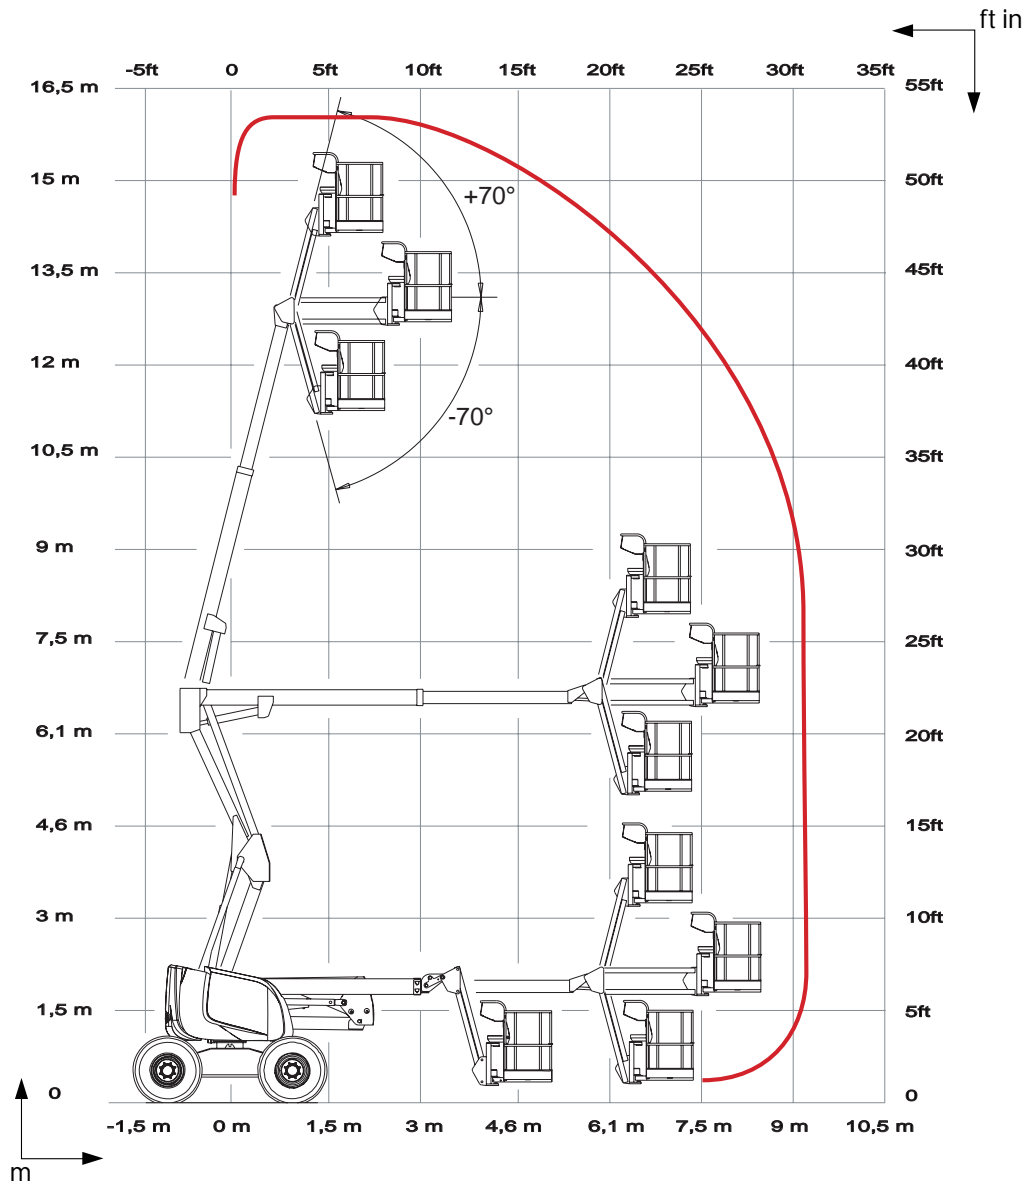 ft in
-5ft 0 5ft 10ft 15ft 20ft 25ft 30ft 35ft
16,5 m 55ft
15 m 50ft
+70°
13,5 m 45ft
12 m 40ft
-70°
10,5 m 35ft
9 m 30ft
7,5 m 25ft
6,1 m 20ft
4,6 m 15ft
3 m 10ft
1,5 m 5ft
0 0
-1,5 m 0 m 1,5 m 3 m 4,6 m 6,1 m 7,5 m 9 m 10,5 m
m